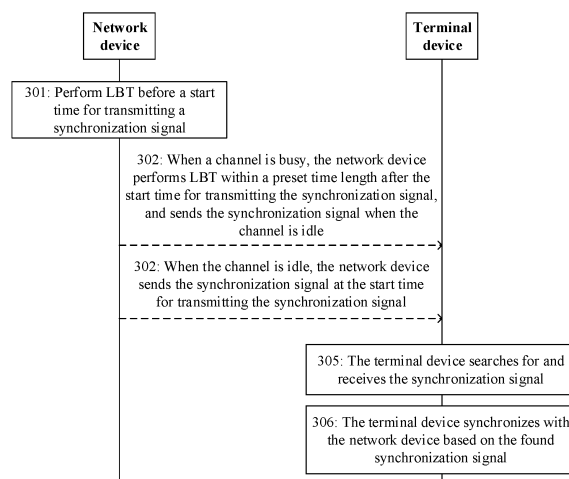 Network
device
Terminal
device
301: Perform LBT before a start
time for transmitting a
synchronization signal
302: When a channel is busy, the network device
performs LBT within a preset time length after the
start time for transmitting the synchronization signal,
and sends the synchronization signal when the
channel is idle
302: When the channel is idle, the network device
sends the synchronization signal at the start time
for transmitting the synchronization signal
305: The terminal device searches for and
receives the synchronization signal
306: The terminal device synchronizes with
the network device based on the found
synchronization signal